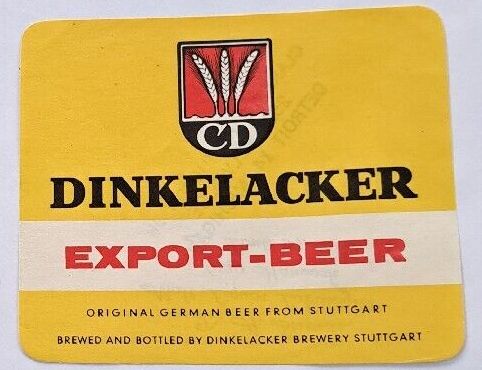 CD
DINKELACKER
EXPORT-BEER
ORIGINAL GERMAN BEER FROM STUTTGART
BREWED AND BOTTLED BY DINKELACKER BREWERY STUTTGART